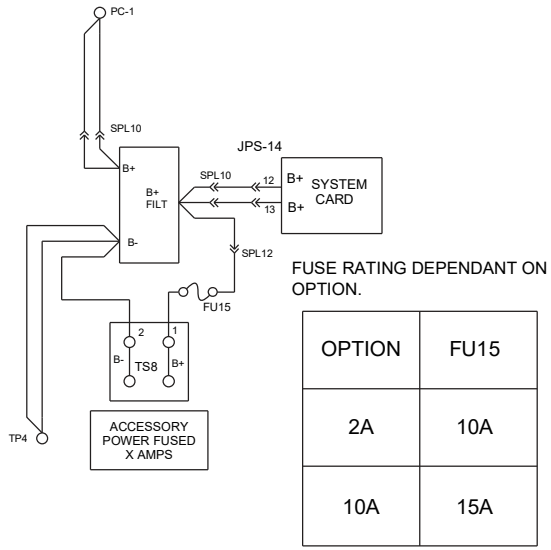 PC-1
SPL10
JPS-14
B+
B+
FILT
B-
SPL10
12
13
B+
B+
SYSTEM
CARD
SPL12
FU15
2
1
B-
TS8
B+
ACCESSORY
POWER FUSED
X AMPS
TP4
FUSE RATING DEPENDANT ON
OPTION.
OPTION FU15
2A 10A
10A 15A